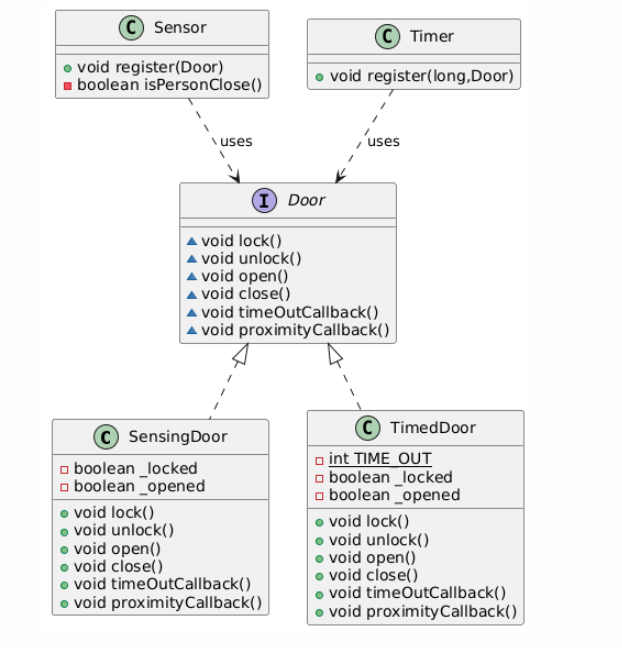 C Sensor
void register(Door)
boolean isPersonClose()
C Timer
void register(long,Door)
uses
uses
I Door
void lock()
void unlock()
void open()
void close()
void timeOutCallback()
void proximityCallback()
C SensingDoor
boolean _locked
boolean _opened
void lock()
void unlock()
void open()
void close()
void timeOutCallback()
void proximityCallback()
C TimedDoor
int TIME_OUT
boolean _locked
boolean _opened
void lock()
void unlock()
void open()
void close()
void timeOutCallback()
void proximityCallback()